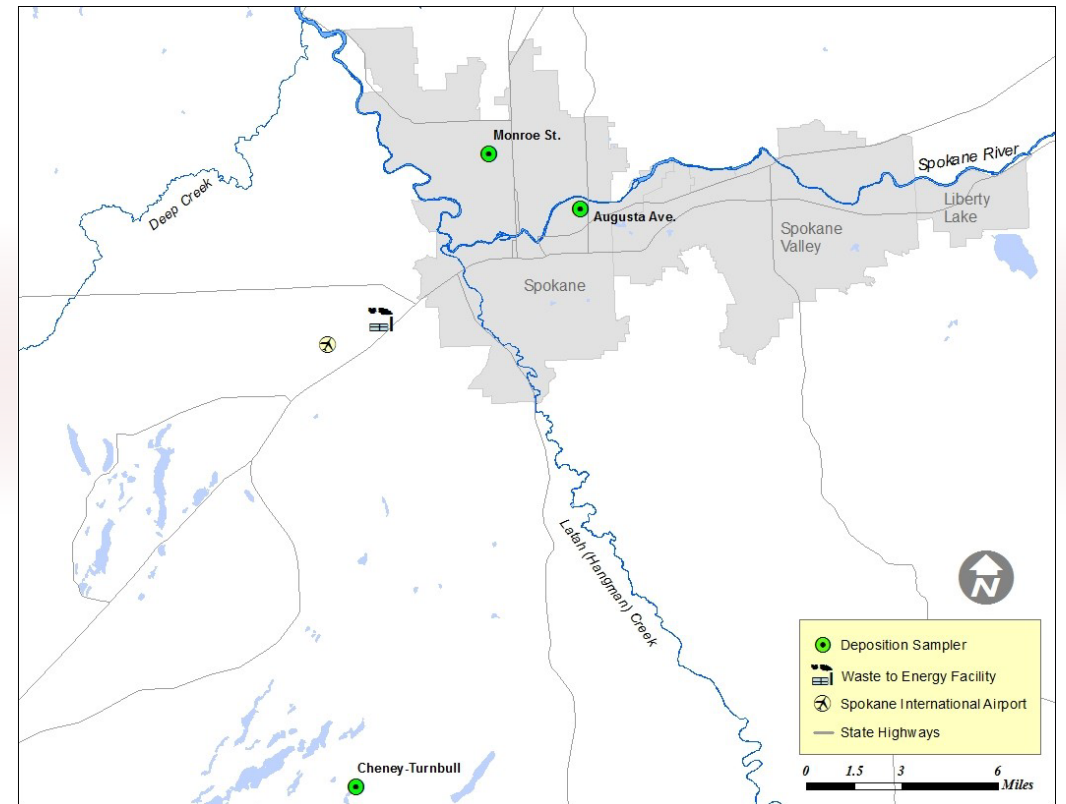 Monroe St.
Spokane River
Deep Creek
Augusta Ave.
Liberty
Lake
Spokane
Valley
Spokane
Latah (Hangman) Creek
N
Deposition Sampler
Waste to Energy Facility
Spokane International Airport
State Highways
Cheney-Turnbull
0 1.5 3 6
Miles